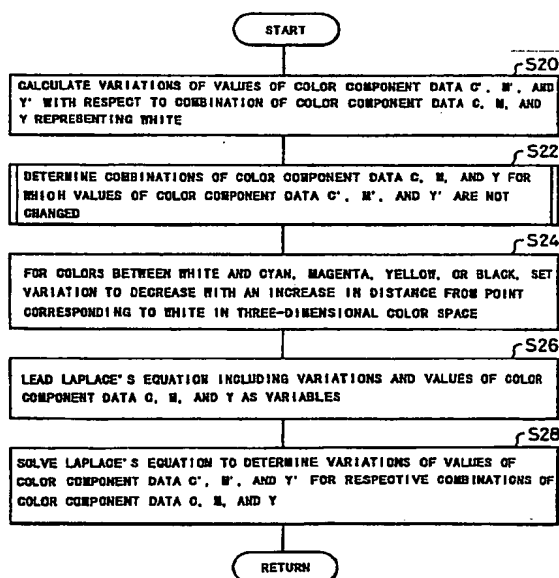 START
S20
CALCULATE VARIATIONS OF VALUES OF COLOR COMPONENT DATA C', M', AND
Y' WITH RESPECT TO COMBINATION OF COLOR COMPONENT DATA C, M, AND
Y REPRESENTING WHITE
S22
DETERMINE COMBINATIONS OF COLOR COMPONENT DATA C, M, AND Y FOR
WHICH VALUES OF COLOR COMPONENT DATA C', M', AND Y' ARE NOT
CHANGED
S24
FOR COLORS BETWEEN WHITE AND CYAN, MAGENTA, YELLOW, OR BLACK, SET
VARIATION TO DECREASE WITH AN INCREASE IN DISTANCE FROM POINT
CORRESPONDING TO WHITE IN THREE-DIMENSIONAL COLOR SPACE
S26
LEAD LAPLACE'S EQUATION INCLUDING VARIATIONS AND VALUES OF COLOR
COMPONENT DATA C, M, AND Y AS VARIABLES
S28
SOLVE LAPLACE'S EQUATION TO DETERMINE VARIATIONS OF VALUES OF
COLOR COMPONENT DATA C', M', AND Y' FOR RESPECTIVE COMBINATIONS OF
COLOR COMPONENT DATA C, M, AND Y
RETURN